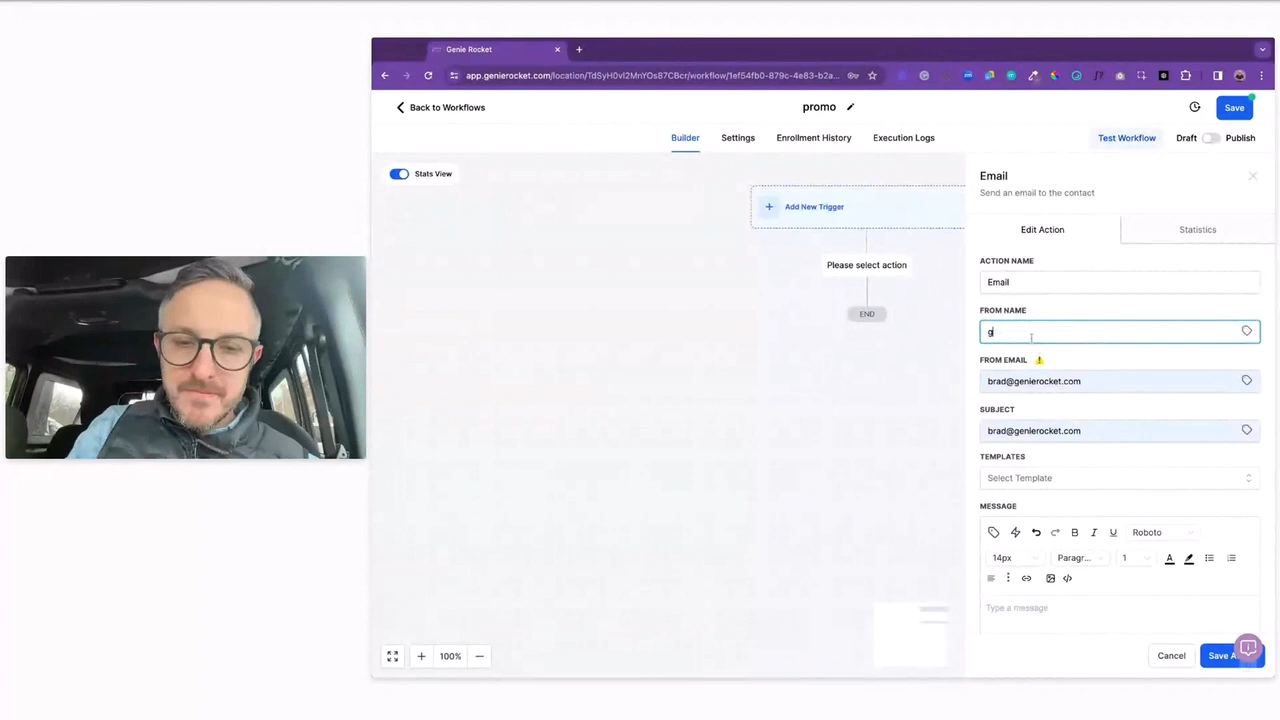 Genie Rocket
app.genierocket.com/location/TdSyH0vI2MnYOs87CBcr/workflow/1ef54fb0-879c-4e83-b2a...
Back to Workflows
promo
Save
Builder
Settings
Enrollment History
Execution Logs
Test Workflow
Draft
Publish
Stats View
Add New Trigger
Please select action
END
100%
Email
Send an email to the contact
Edit Action
Statistics
ACTION NAME
Email
FROM NAME
g
FROM EMAIL
brad@genierocket.com
SUBJECT
brad@genierocket.com
TEMPLATES
Select Template
MESSAGE
B I U Roboto
14px Paragr... 1 A
Type a message
Cancel
Save A